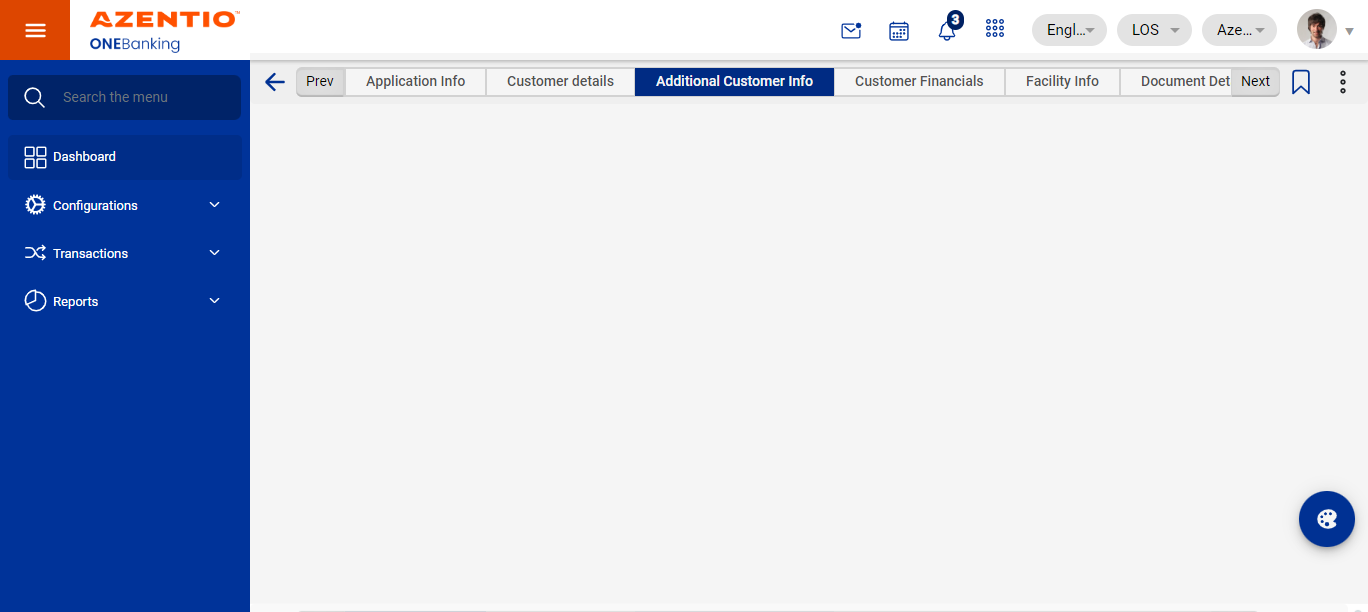 AZENTIO™
ONEBanking
3
Engl...
LOS
Aze...
Prev
Application Info
Customer details
Additional Customer Info
Customer Financials
Facility Info
Document Det
Next
Search the menu
Dashboard
Configurations
Transactions
Reports